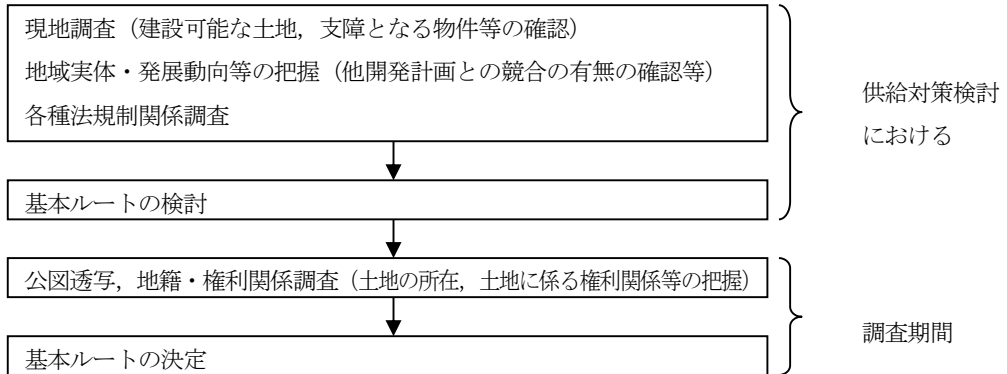 現地調査（建設可能な土地，支障となる物件等の確認）
地域実体・発展動向等の把握（他開発計画との競合の有無の確認等）
各種法規制関係調査
供給対策検討
における
基本ルートの検討
公図透写，地籍・権利関係調査（土地の所在，土地に係る権利関係等の把握）
調査期間
基本ルートの決定